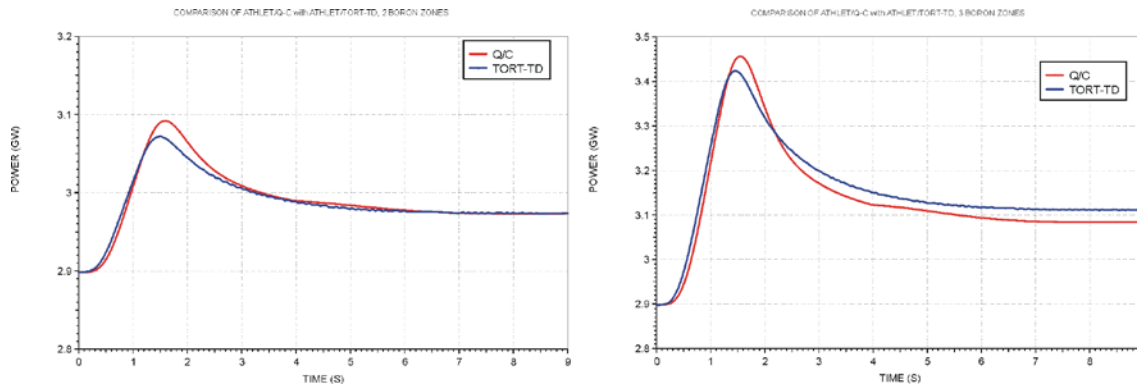 COMPARISON OF ATHLET/Q-C with ATHLET/TORT-TD, 2 BORON ZONES
3.2
3.1
3
2.9
2.8
POWER (GW)
Q/C
TORT-TD
0 1 2 3 4 5 6 7 8 9
TIME (S)
COMPARISON OF ATHLET/Q-C with ATHLET/TORT-TD, 3 BORON ZONES
3.5
3.4
3.3
3.2
3.1
3
2.9
2.8
POWER (GW)
Q/C
TORT-TD
0 1 2 3 4 5 6 7 8
TIME (S)